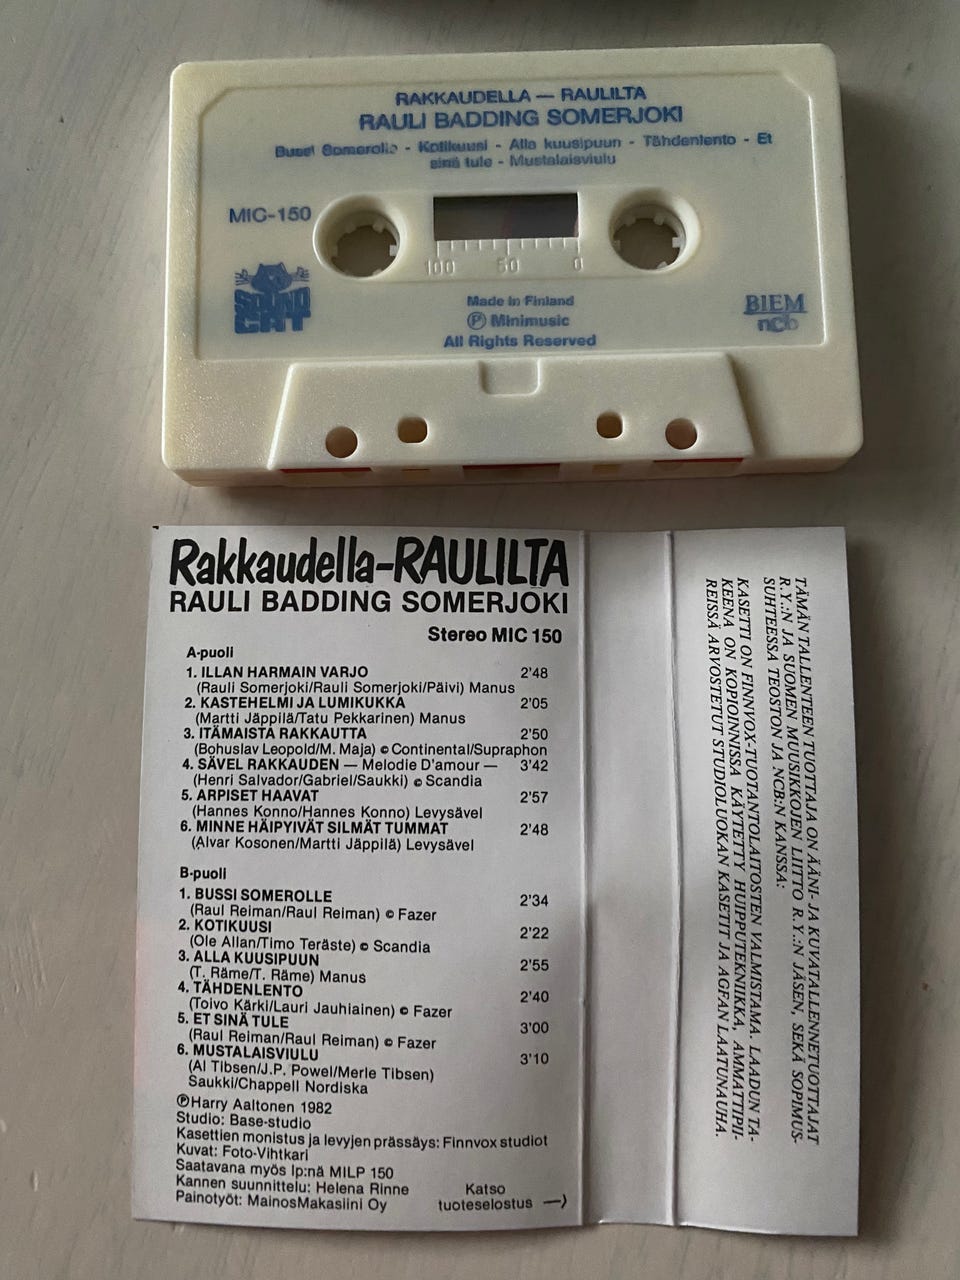 RAKKAUDELLA — RAULILTA
RAULI BADDING SOMERJOKI
Bussi Somerolle - Kotikuusi - Alla kuusipuun - Tähdenlento - Et
sinä tule - Mustalaisviulu
MIC-150
100 50 0
SOUND
CAT
Made in Finland
Ⓟ Minimusic
All Rights Reserved
BIEM
ncb
Rakkaudella-RAULILTA
RAULI BADDING SOMERJOKI
Stereo MIC 150
A-puoli
1. ILLAN HARMAIN VARJO 2'48
(Rauli Somerjoki/Rauli Somerjoki/Päivi) Manus
2. KASTEHELMI JA LUMIKUKKA 2'05
(Martti Jäppilä/Tatu Pekkarinen) Manus
3. ITÄMAISTA RAKKAUTTA 2'50
(Bohuslav Leopold/M. Maja) © Continental/Supraphon
4. SÄVEL RAKKAUDEN — Melodie D'amour — 3'42
(Henri Salvador/Gabriel/Saukki) © Scandia
5. ARPISET HAAVAT 2'57
(Hannes Konno/Hannes Konno) Levysävel
6. MINNE HÄIPYIVÄT SILMÄT TUMMAT 2'48
(Alvar Kosonen/Martti Jäppilä) Levysävel
B-puoli
1. BUSSI SOMEROLLE 2'34
(Raul Reiman/Raul Reiman) © Fazer
2. KOTIKUUSI 2'22
(Ole Allan/Timo Teräste) © Scandia
3. ALLA KUUSIPUUN 2'55
(T. Räme/T. Räme) Manus
4. TÄHDENLENTO 2'40
(Toivo Kärki/Lauri Jauhiainen) © Fazer
5. ET SINÄ TULE 3'00
(Raul Reiman/Raul Reiman) © Fazer
6. MUSTALAISVIULU 3'10
(Al Tibsen/J.P. Powel/Merle Tibsen)
Saukki/Chappell Nordiska
ⓅHarry Aaltonen 1982
Studio: Base-studio
Kasettien monistus ja levyjen prässäys: Finnvox studiot
Kuvat: Foto-Vihtkari
Saatavana myös lp:nä MILP 150
Kannen suunnittelu: Helena Rinne
Painotyöt: MainosMakasiini Oy
Katso
tuoteselostus —>
TÄMÄN TALLENTEEN TUOTTAJA ON ÄÄNI- JA KUVATALLENNETUOTTAJAT
R.Y.:N JA SUOMEN MUUSIKKOJEN LIITTO R.Y.:N JÄSEN, SEKÄ SOPIMUS-
SUHTEESSA TEOSTON JA NCB:N KANSSA:
KASETTI ON FINNVOX-TUOTANTOLAITOSTEN VALMISTAMA. LAADUN TA-
KEENA ON KOPIOINNISSA KÄYTETTY HUIPPUTEKNIIKKA, AMMATTIPII-
REISSÄ ARVOSTETUT STUDIOLUOKAN KASETIT JA AGFAN LAATUNAUHA.